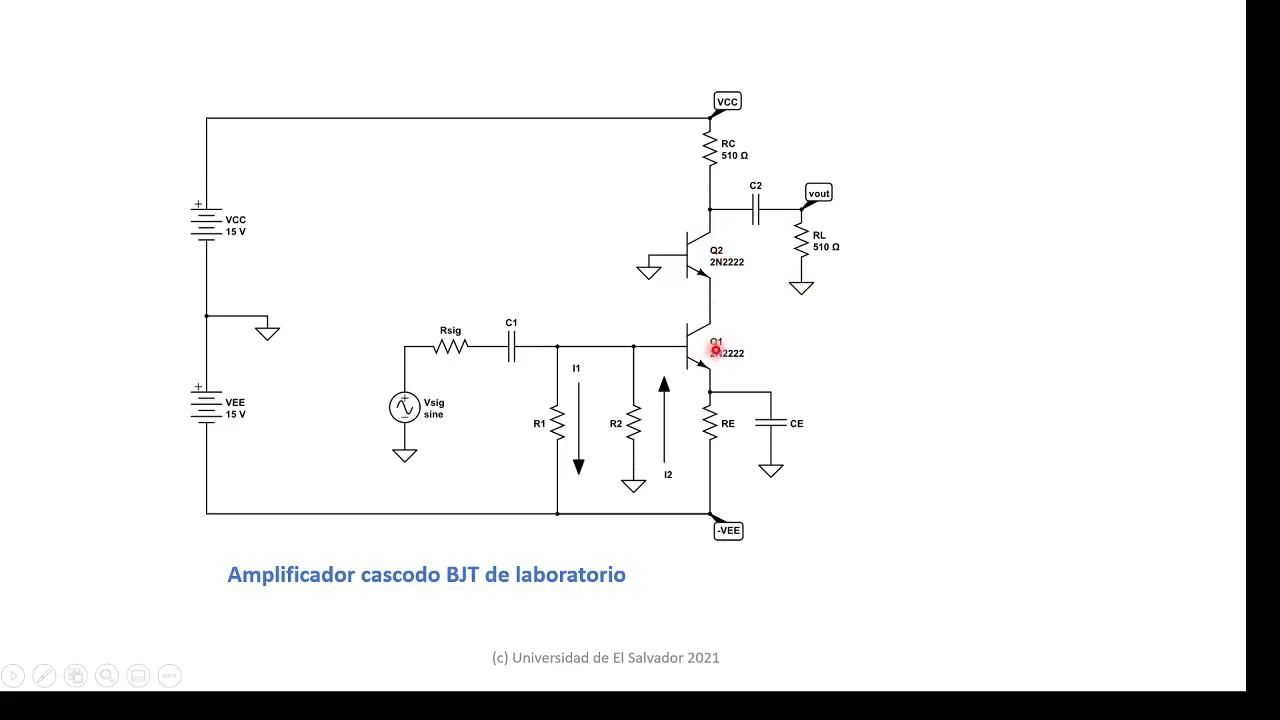 VCC
RC
510 Ω
C2
vout
VCC
15 V
RL
510 Ω
Q2
2N2222
Rsig
C1
Q1
2N2222
I1
VEE
15 V
Vsig
sine
R1
R2
RE
CE
I2
-VEE
Amplificador cascodo BJT de laboratorio
(c) Universidad de El Salvador 2021